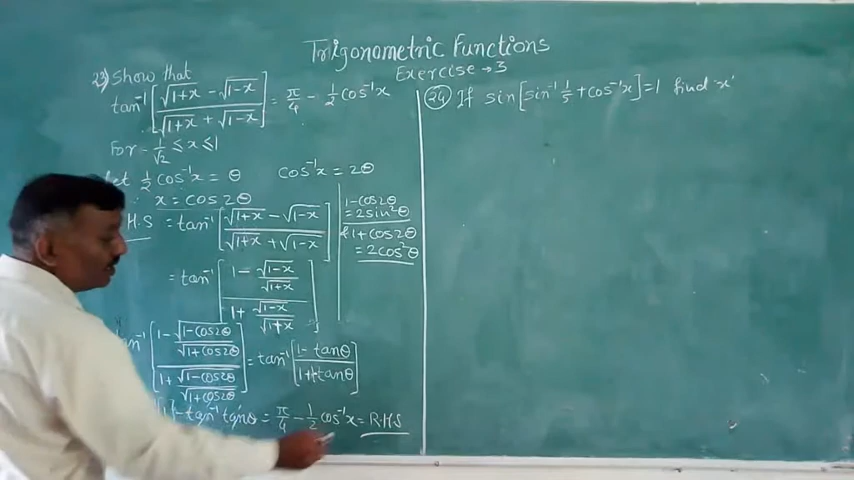 Trigonometric Functions
Exercise → 3
23) Show that
tan⁻¹[(√1+x - √1-x)/(√1+x + √1-x)] = π/4 - 1/2 cos⁻¹x
For -1/√2 ≤ x ≤ 1
Let 1/2 cos⁻¹x = θ cos⁻¹x = 2θ
x = cos2θ
H.S = tan⁻¹[(√1+x - √1-x)/(√1+x + √1-x)]
= tan⁻¹[(1 - √1-x/√1+x)/(1 + √1-x/√1+x)]
tan⁻¹[(1 - √1-cos2θ/√1+cos2θ)/(1 + √1-cos2θ/√1+cos2θ)] = tan⁻¹[(1 - tanθ)/(1 + tanθ)]
- tan⁻¹ tanθ = π/4 - 1/2 cos⁻¹x = R.H.S
1 - cos2θ
= 2sin²θ
& 1 + cos2θ
= 2cos²θ
24) If sin[sin⁻¹ 1/5 + cos⁻¹x] = 1 find 'x'